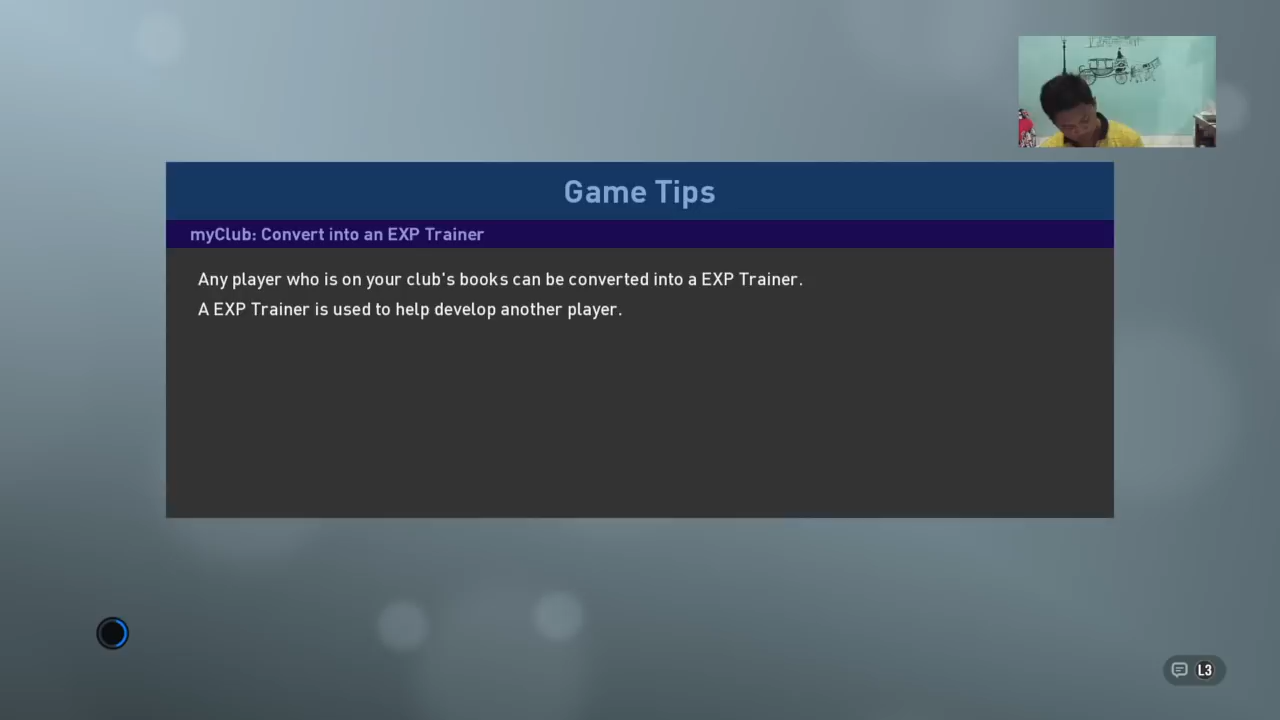 Game Tips
myClub: Convert into an EXP Trainer
Any player who is on your club's books can be converted into a EXP Trainer.
A EXP Trainer is used to help develop another player.
L3